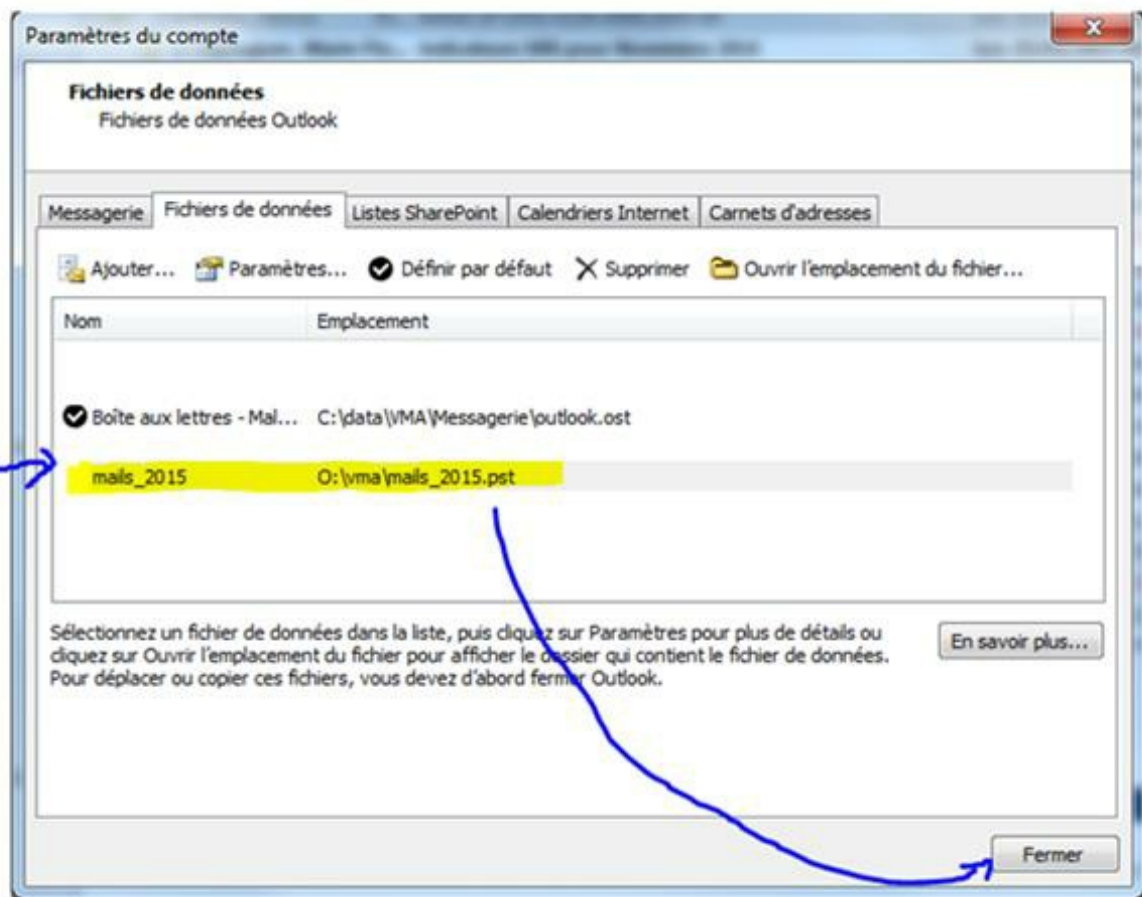 Paramètres du compte
Fichiers de données
Fichiers de données Outlook
Messagerie Fichiers de données Listes SharePoint Calendriers Internet Carnets d'adresses
Ajouter... Paramètres... Définir par défaut Supprimer Ouvrir l'emplacement du fichier...
Nom Emplacement
Boîte aux lettres - Mal... C:\data\VMA\Messagerie\outlook.ost
mails_2015 O:\vma\mails_2015.pst
Sélectionnez un fichier de données dans la liste, puis cliquez sur Paramètres pour plus de détails ou
cliquez sur Ouvrir l'emplacement du fichier pour afficher le dossier qui contient le fichier de données.
Pour déplacer ou copier ces fichiers, vous devez d'abord fermer Outlook.
En savoir plus...
Fermer